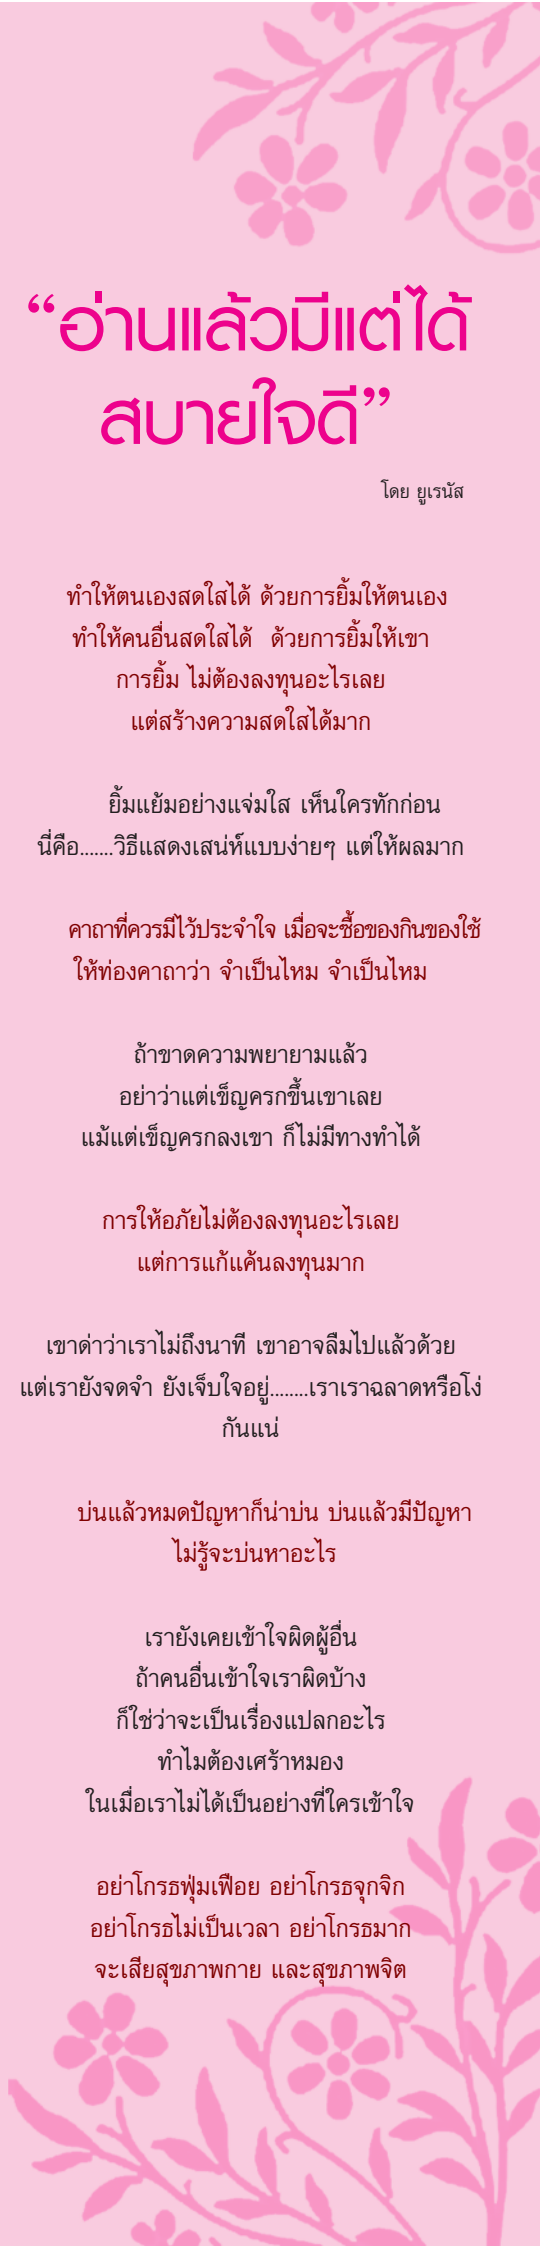 “อ่านแล้วมีแต่ได้
สบายใจดี”
โดย ยูเรนัส
ทำให้ตนเองสดใสได้ ด้วยการยิ้มให้ตนเอง
ทำให้คนอื่นสดใสได้ ด้วยการยิ้มให้เขา
การยิ้ม ไม่ต้องลงทุนอะไรเลย
แต่สร้างความสดใสได้มาก
ยิ้มแย้มอย่างแจ่มใส เห็นใครทักก่อน
นี่คือ.......วิธีแสดงเสน่ห์แบบง่ายๆ แต่ให้ผลมาก
คาถาที่ควรมีไว้ประจำใจ เมื่อจะซื้อของกินของใช้
ให้ท่องคาถาว่า จำเป็นไหม จำเป็นไหม
ถ้าขาดความพยายามแล้ว
อย่าว่าแต่เข็ญครกขึ้นเขาเลย
แม้แต่เข็ญครกลงเขา ก็ไม่มีทางทำได้
การให้อภัยไม่ต้องลงทุนอะไรเลย
แต่การแก้แค้นลงทุนมาก
เขาด่าว่าเราไม่ถึงนาที เขาอาจลืมไปแล้วด้วย
แต่เรายังจดจำ ยังเจ็บใจอยู่........เราเราฉลาดหรือโง่
กันแน่
บ่นแล้วหมดปัญหาก็น่าบ่น บ่นแล้วมีปัญหา
ไม่รู้จะบ่นหาอะไร
เรายังเคยเข้าใจผิดผู้อื่น
ถ้าคนอื่นเข้าใจเราผิดบ้าง
ก็ใช่ว่าจะเป็นเรื่องแปลกอะไร
ทำไมต้องเศร้าหมอง
ในเมื่อเราไม่ได้เป็นอย่างที่ใครเข้าใจ
อย่าโกรธฟุ่มเฟือย อย่าโกรธจุกจิก
อย่าโกรธไม่เป็นเวลา อย่าโกรธมาก
จะเสียสุขภาพกาย และสุขภาพจิต